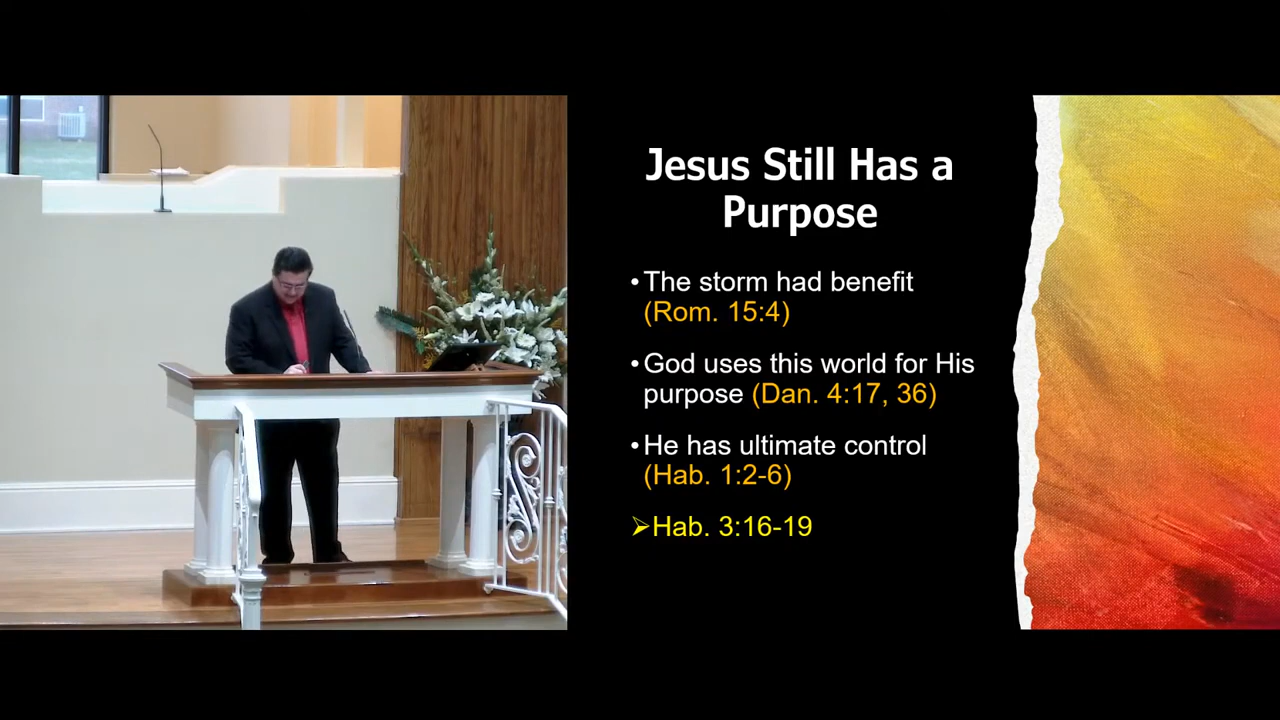 Jesus Still Has a
Purpose
•The storm had benefit
(Rom. 15:4)
•God uses this world for His
purpose (Dan. 4:17, 36)
•He has ultimate control
(Hab. 1:2-6)
➢Hab. 3:16-19